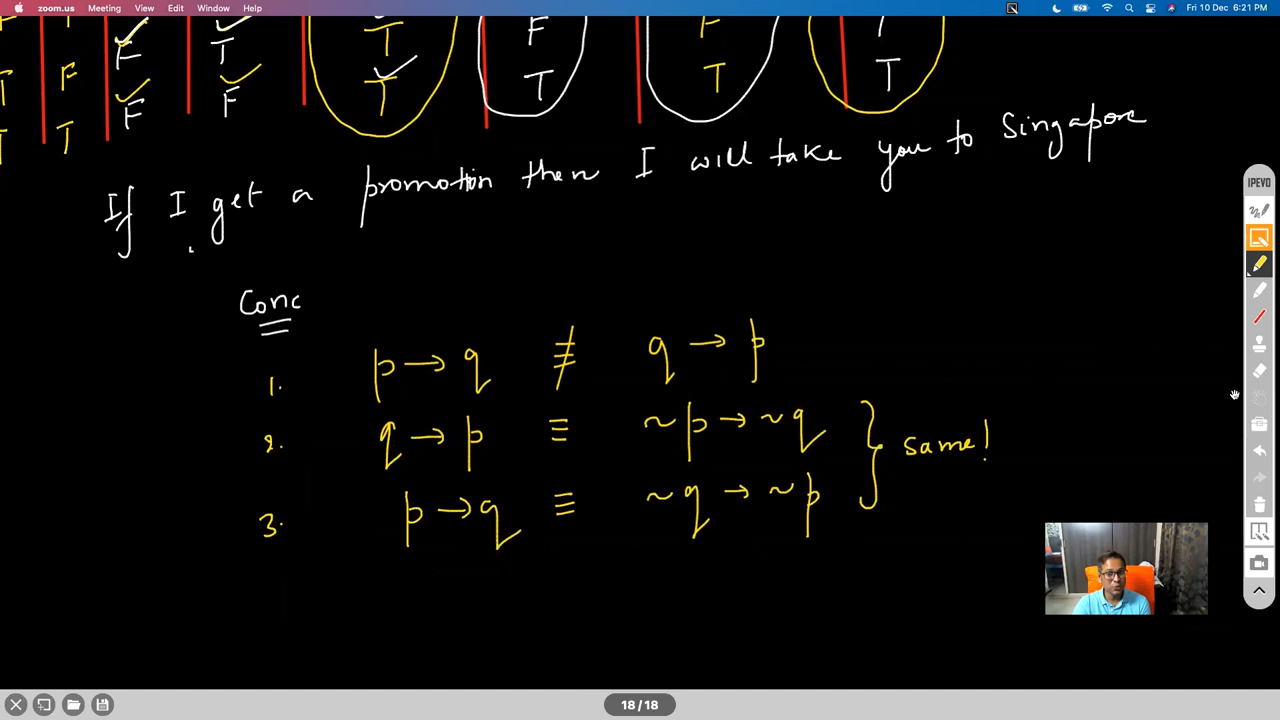 zoom.us Meeting View Edit Window Help Fri 10 Dec 6:21 PM
F T T F F T
T F F T
F T T T T T
T T F F
If I get a promotion then I will take you to Singapore
Conc
1. p → q ≢ q → p
2. q → p ≡ ~p → ~q
3. p → q ≡ ~q → ~p
} same!
IPEVO
18 / 18